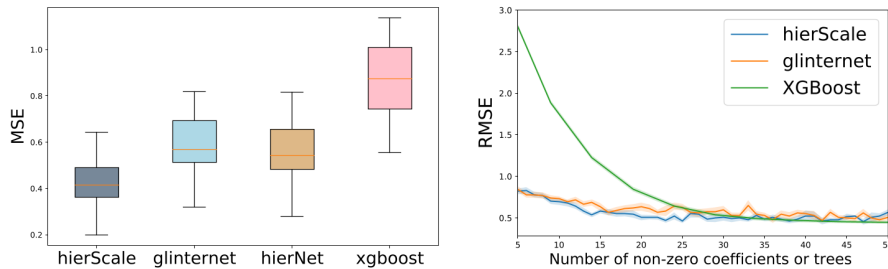 MSE
1.0
0.8
0.6
0.4
0.2
hierScale glinternet hierNet xgboost
RMSE
3.0
2.5
2.0
1.5
1.0
0.5
hierScale
glinternet
XGBoost
5 10 15 20 25 30 35 40 45 50
Number of non-zero coefficients or trees